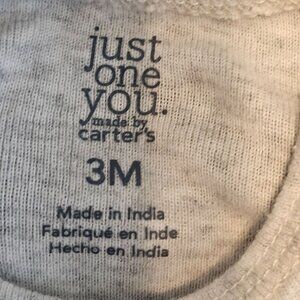 just
one
you.
made by
carter's
3M
Made in India
Fabriqué en Inde
Hecho en India